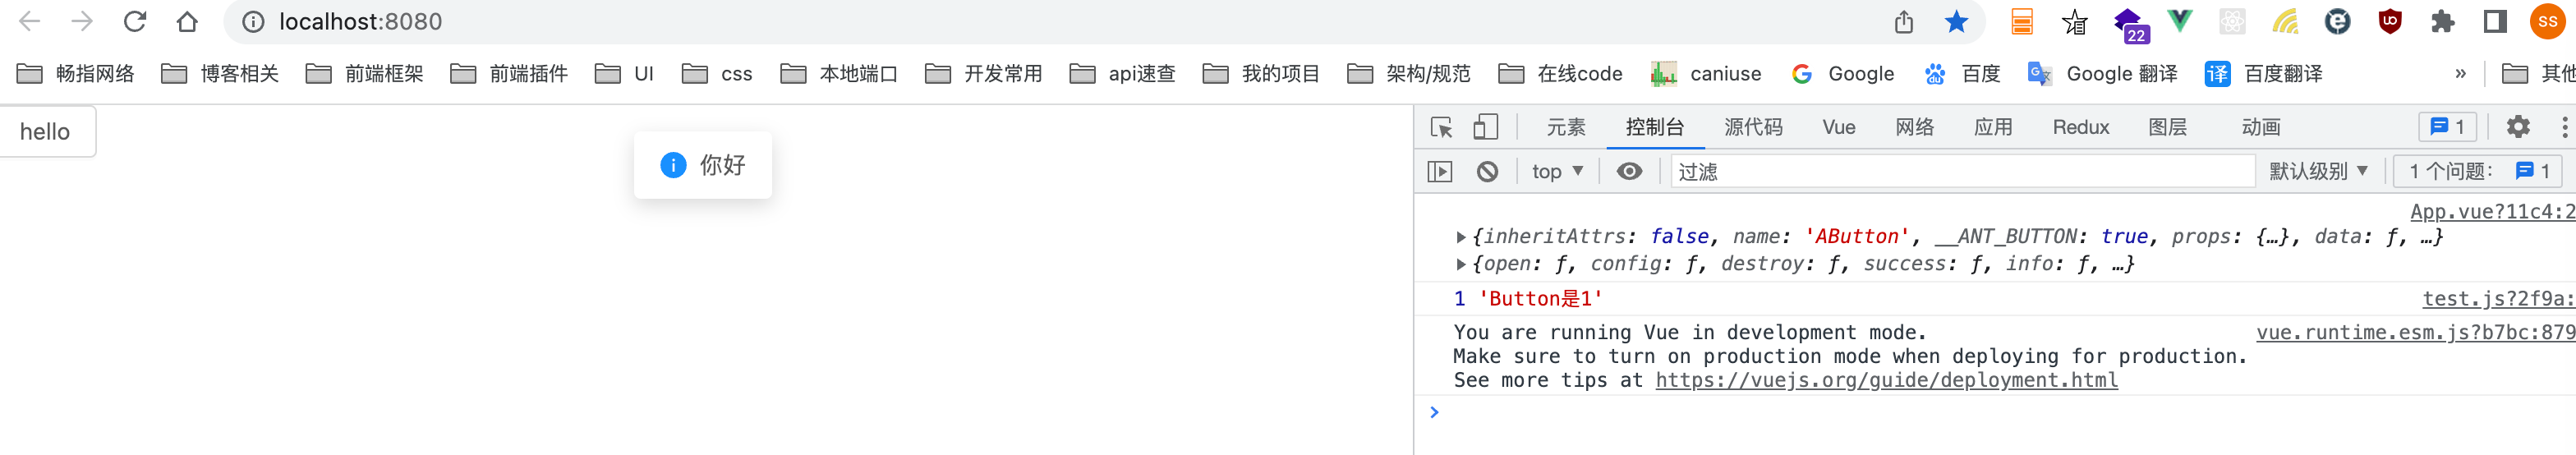 localhost:8080
22
SS
畅指网络 博客相关 前端框架 前端插件 UI css 本地端口 开发常用 api速查 我的项目 架构/规范 在线code caniuse Google 百度 Google 翻译 译 百度翻译 » 其他
hello
你好
元素 控制台 源代码 Vue 网络 应用 Redux 图层 动画 1
top 过滤 默认级别 1 个问题: 1
App.vue?11c4:2
{inheritAttrs: false, name: 'AButton', __ANT_BUTTON: true, props: {…}, data: ƒ, …}
{open: ƒ, config: ƒ, destroy: ƒ, success: ƒ, info: ƒ, …}
1 'Button是1' test.js?2f9a:
You are running Vue in development mode. vue.runtime.esm.js?b7bc:879
Make sure to turn on production mode when deploying for production.
See more tips at https://vuejs.org/guide/deployment.html